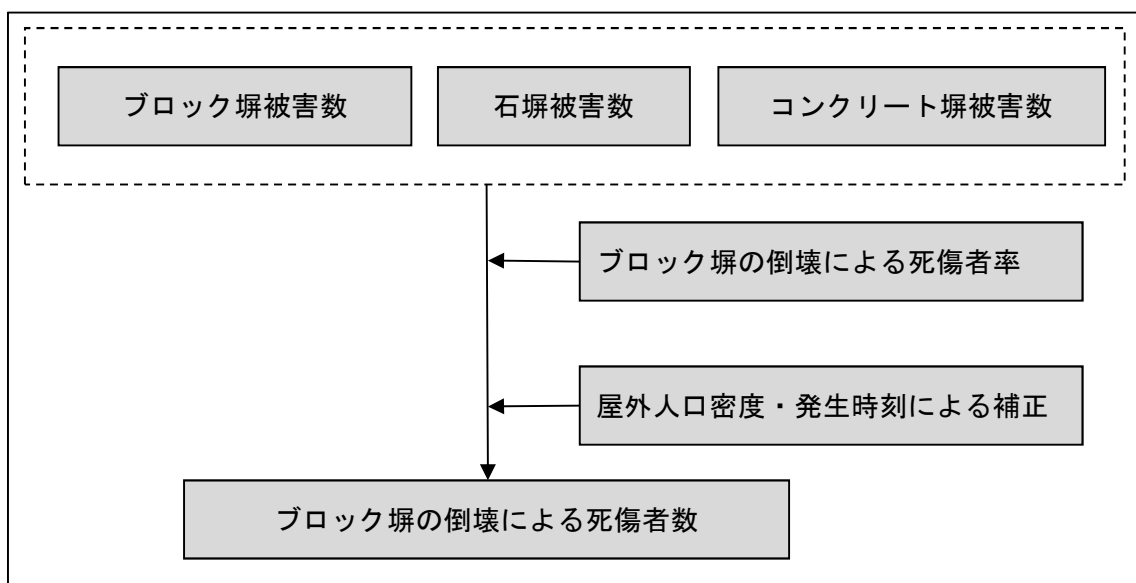 ブロック塀被害数
石塀被害数
コンクリート塀被害数
ブロック塀の倒壊による死傷者率
屋外人口密度・発生時刻による補正
ブロック塀の倒壊による死傷者数